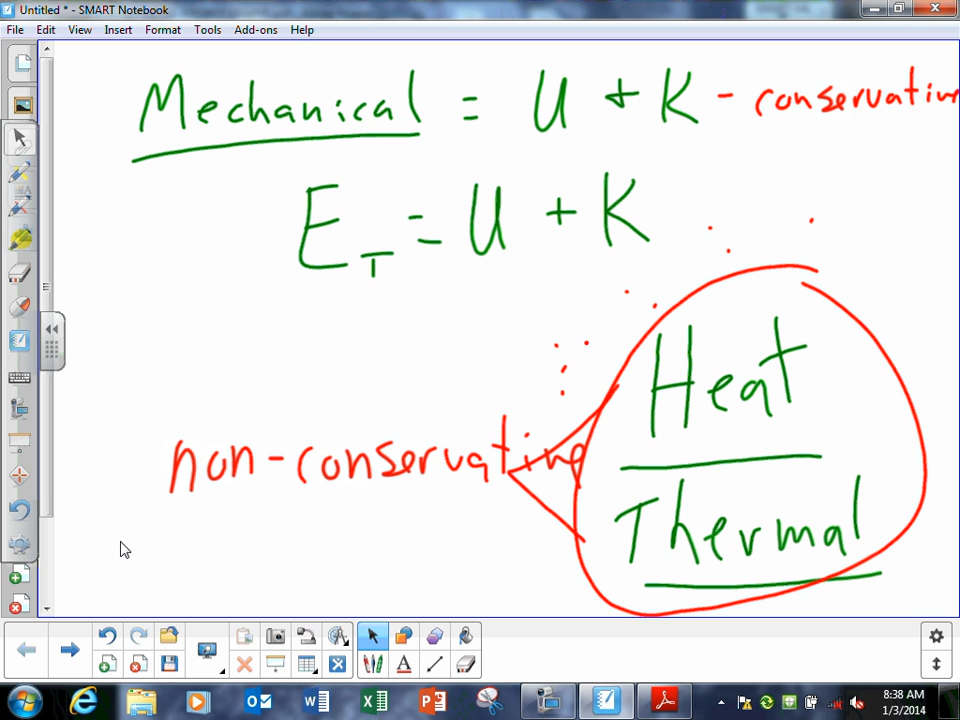 Untitled * - SMART Notebook
File Edit View Insert Format Tools Add-ons Help
Mechanical = U + K - conservative
E_T = U + K
Heat
non-conservative
Thermal
8:38 AM
1/3/2014